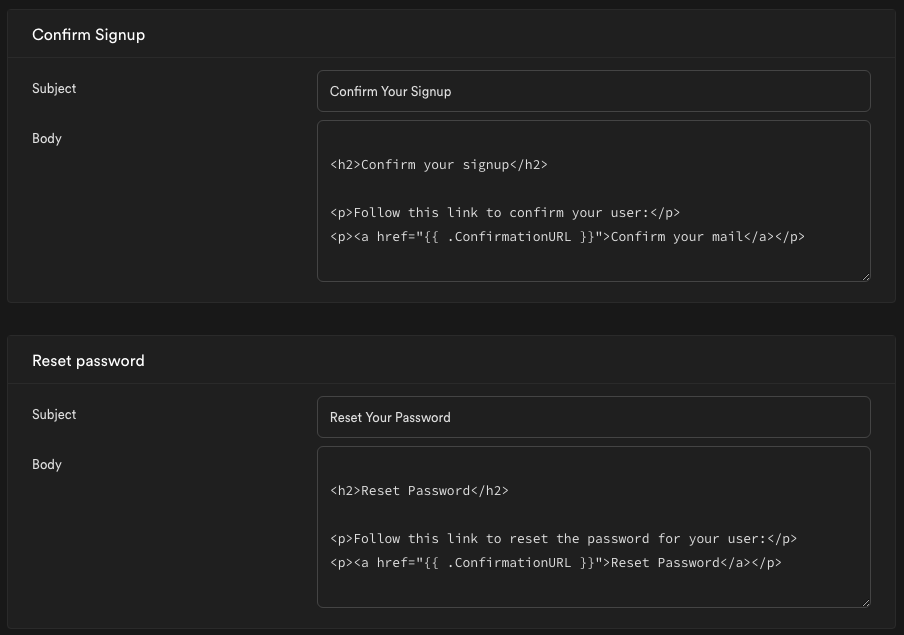 Confirm Signup
Subject
Confirm Your Signup
Body
<h2>Confirm your signup</h2>
<p>Follow this link to confirm your user:</p>
<p><a href="{{ .ConfirmationURL }}">Confirm your mail</a></p>
Reset password
Subject
Reset Your Password
Body
<h2>Reset Password</h2>
<p>Follow this link to reset the password for your user:</p>
<p><a href="{{ .ConfirmationURL }}">Reset Password</a></p>